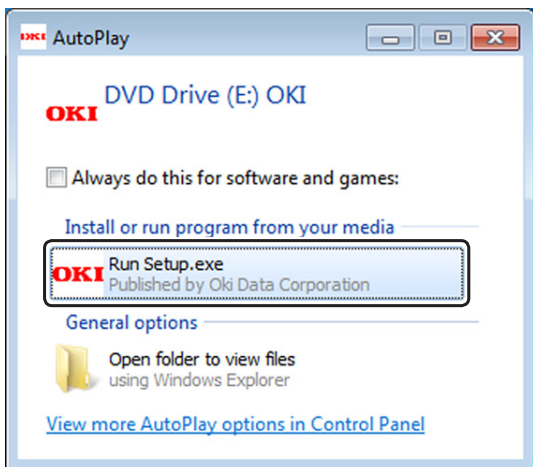 OKI AutoPlay
OKI
DVD Drive (E:) OKI
Always do this for software and games:
Install or run program from your media
OKI
Run Setup.exe
Published by Oki Data Corporation
General options
Open folder to view files
using Windows Explorer
View more AutoPlay options in Control Panel